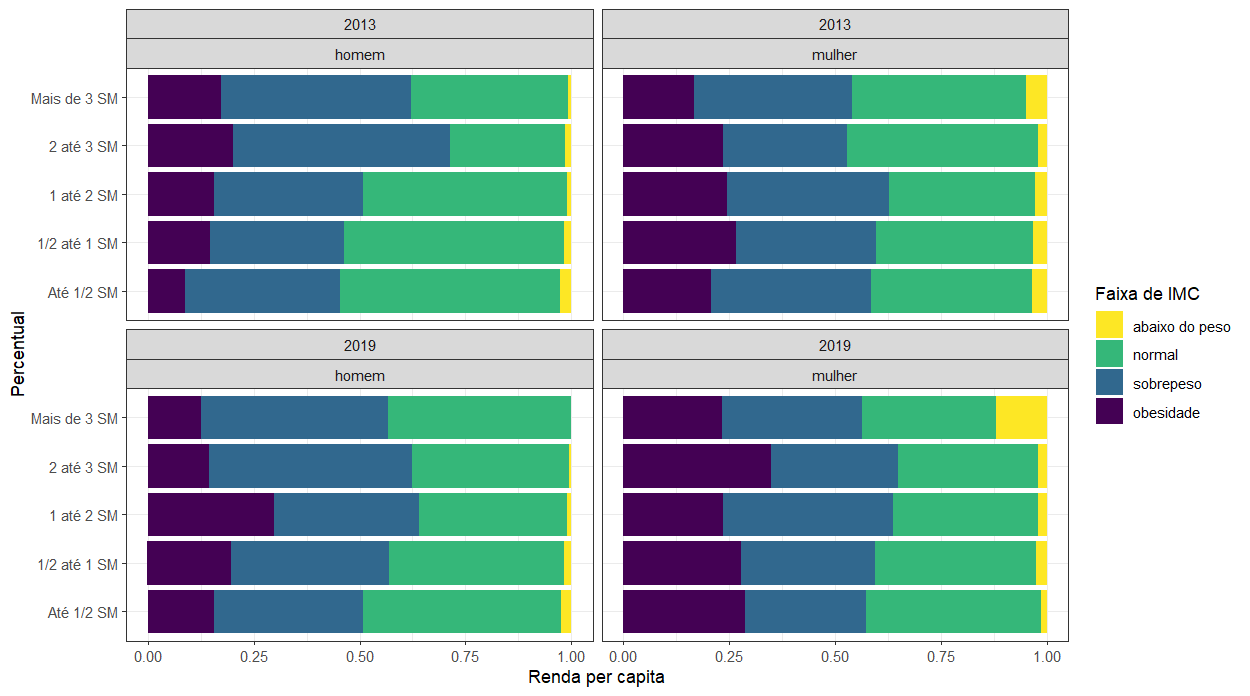 2013
2013
homem
mulher
Mais de 3 SM
2 até 3 SM
1 até 2 SM
1/2 até 1 SM
Até 1/2 SM
2019
2019
homem
mulher
Mais de 3 SM
2 até 3 SM
1 até 2 SM
1/2 até 1 SM
Até 1/2 SM
0.00 0.25 0.50 0.75 1.00
0.00 0.25 0.50 0.75 1.00
Renda per capita
Percentual
Faixa de IMC
abaixo do peso
normal
sobrepeso
obesidade